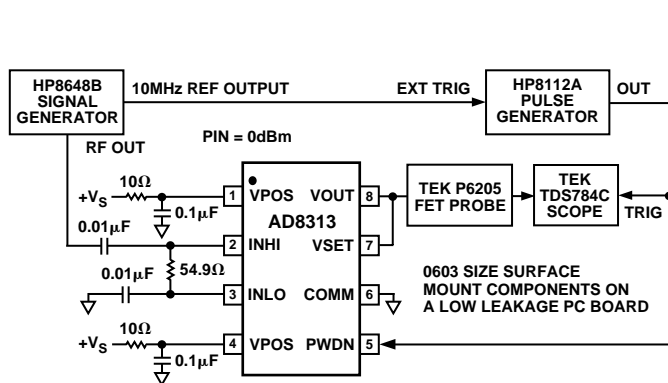 HP8648B
SIGNAL
GENERATOR
10MHz REF OUTPUT
EXT TRIG
HP8112A
PULSE
GENERATOR
OUT
RF OUT
PIN = 0dBm
+VS
10Ω
0.1μF
1
VPOS
VOUT
8
TEK P6205
FET PROBE
TEK
TDS784C
SCOPE
TRIG
AD8313
0.01μF
2
INHI
VSET
7
54.9Ω
0.01μF
3
INLO
COMM
6
0603 SIZE SURFACE
MOUNT COMPONENTS ON
A LOW LEAKAGE PC BOARD
+VS
10Ω
0.1μF
4
VPOS
PWDN
5